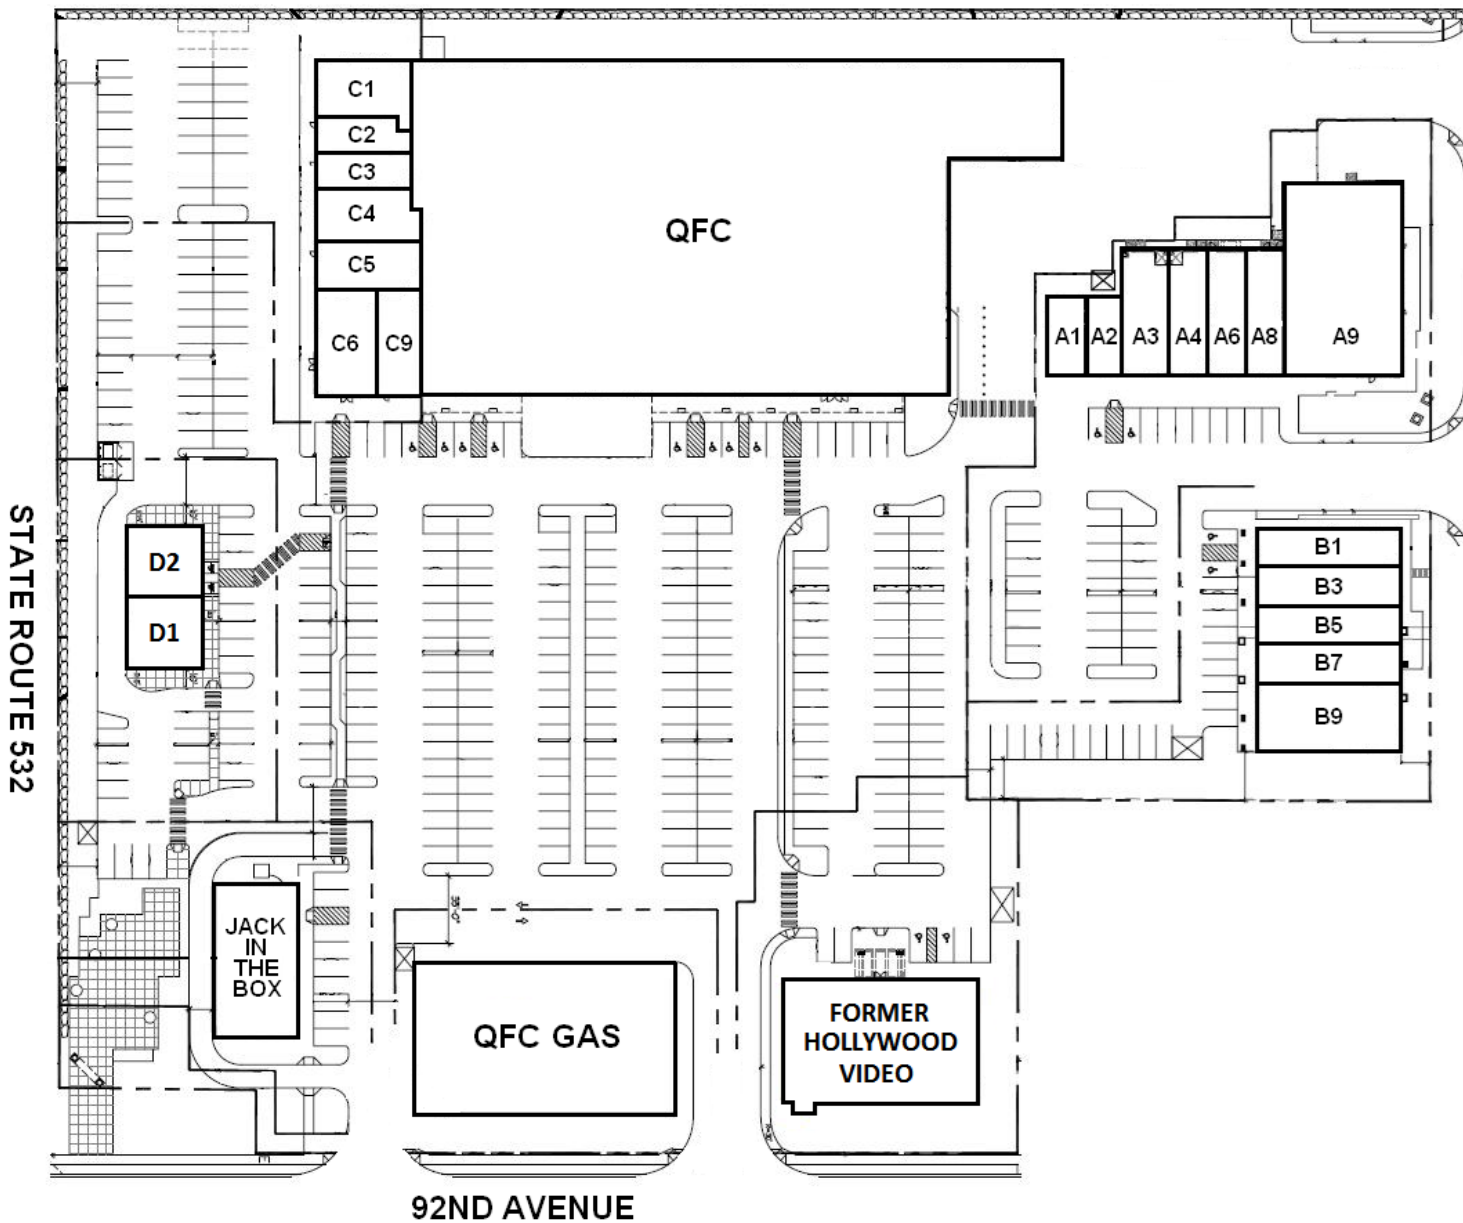 C1
C2
C3
C4
C5
C6
C9
QFC
A1
A2
A3
A4
A6
A8
A9
B1
B3
B5
B7
B9
D2
D1
STATE ROUTE 532
JACK
IN
THE
BOX
QFC GAS
FORMER
HOLLYWOOD
VIDEO
92ND AVENUE